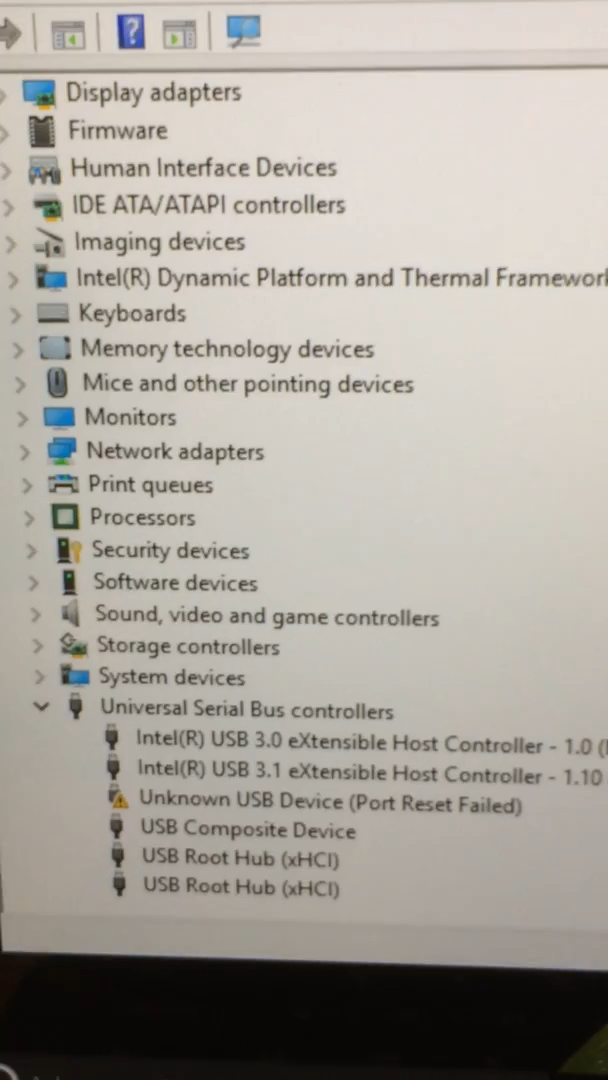 Display adapters
Firmware
Human Interface Devices
IDE ATA/ATAPI controllers
Imaging devices
Intel(R) Dynamic Platform and Thermal Framework
Keyboards
Memory technology devices
Mice and other pointing devices
Monitors
Network adapters
Print queues
Processors
Security devices
Software devices
Sound, video and game controllers
Storage controllers
System devices
Universal Serial Bus controllers
Intel(R) USB 3.0 eXtensible Host Controller - 1.0 (
Intel(R) USB 3.1 eXtensible Host Controller - 1.10
Unknown USB Device (Port Reset Failed)
USB Composite Device
USB Root Hub (xHCI)
USB Root Hub (xHCI)